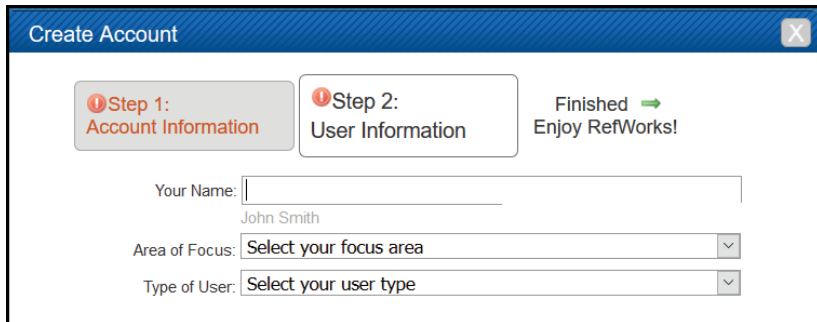 Create Account
X
Step 1:
Account Information
Step 2:
User Information
Finished
Enjoy RefWorks!
Your Name:
John Smith
Area of Focus: Select your focus area
Type of User: Select your user type